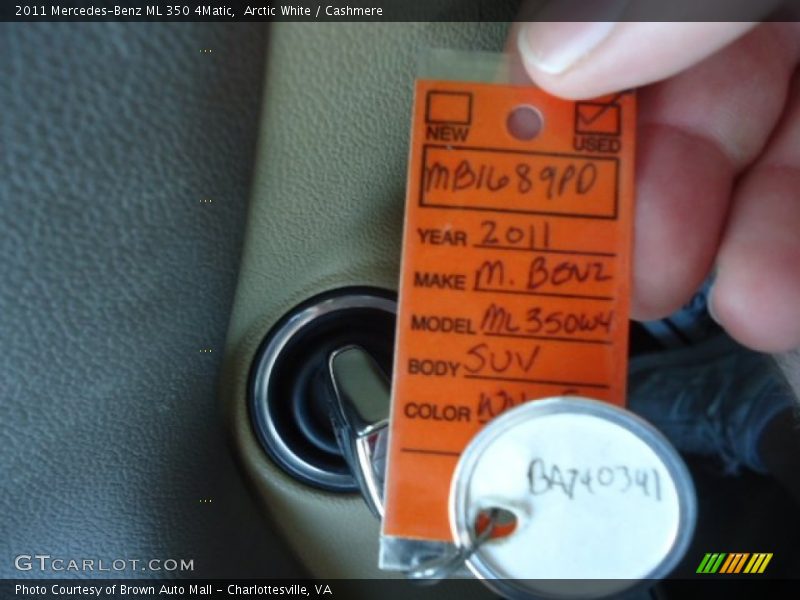 2011 Mercedes-Benz ML 350 4Matic, Arctic White / Cashmere
NEW USED
MB1689PD
YEAR 2011
MAKE M. BENZ
MODEL ML350W4
BODY SUV
COLOR
BA740341
GTCARLOT.COM
Photo Courtesy of Brown Auto Mall - Charlottesville, VA